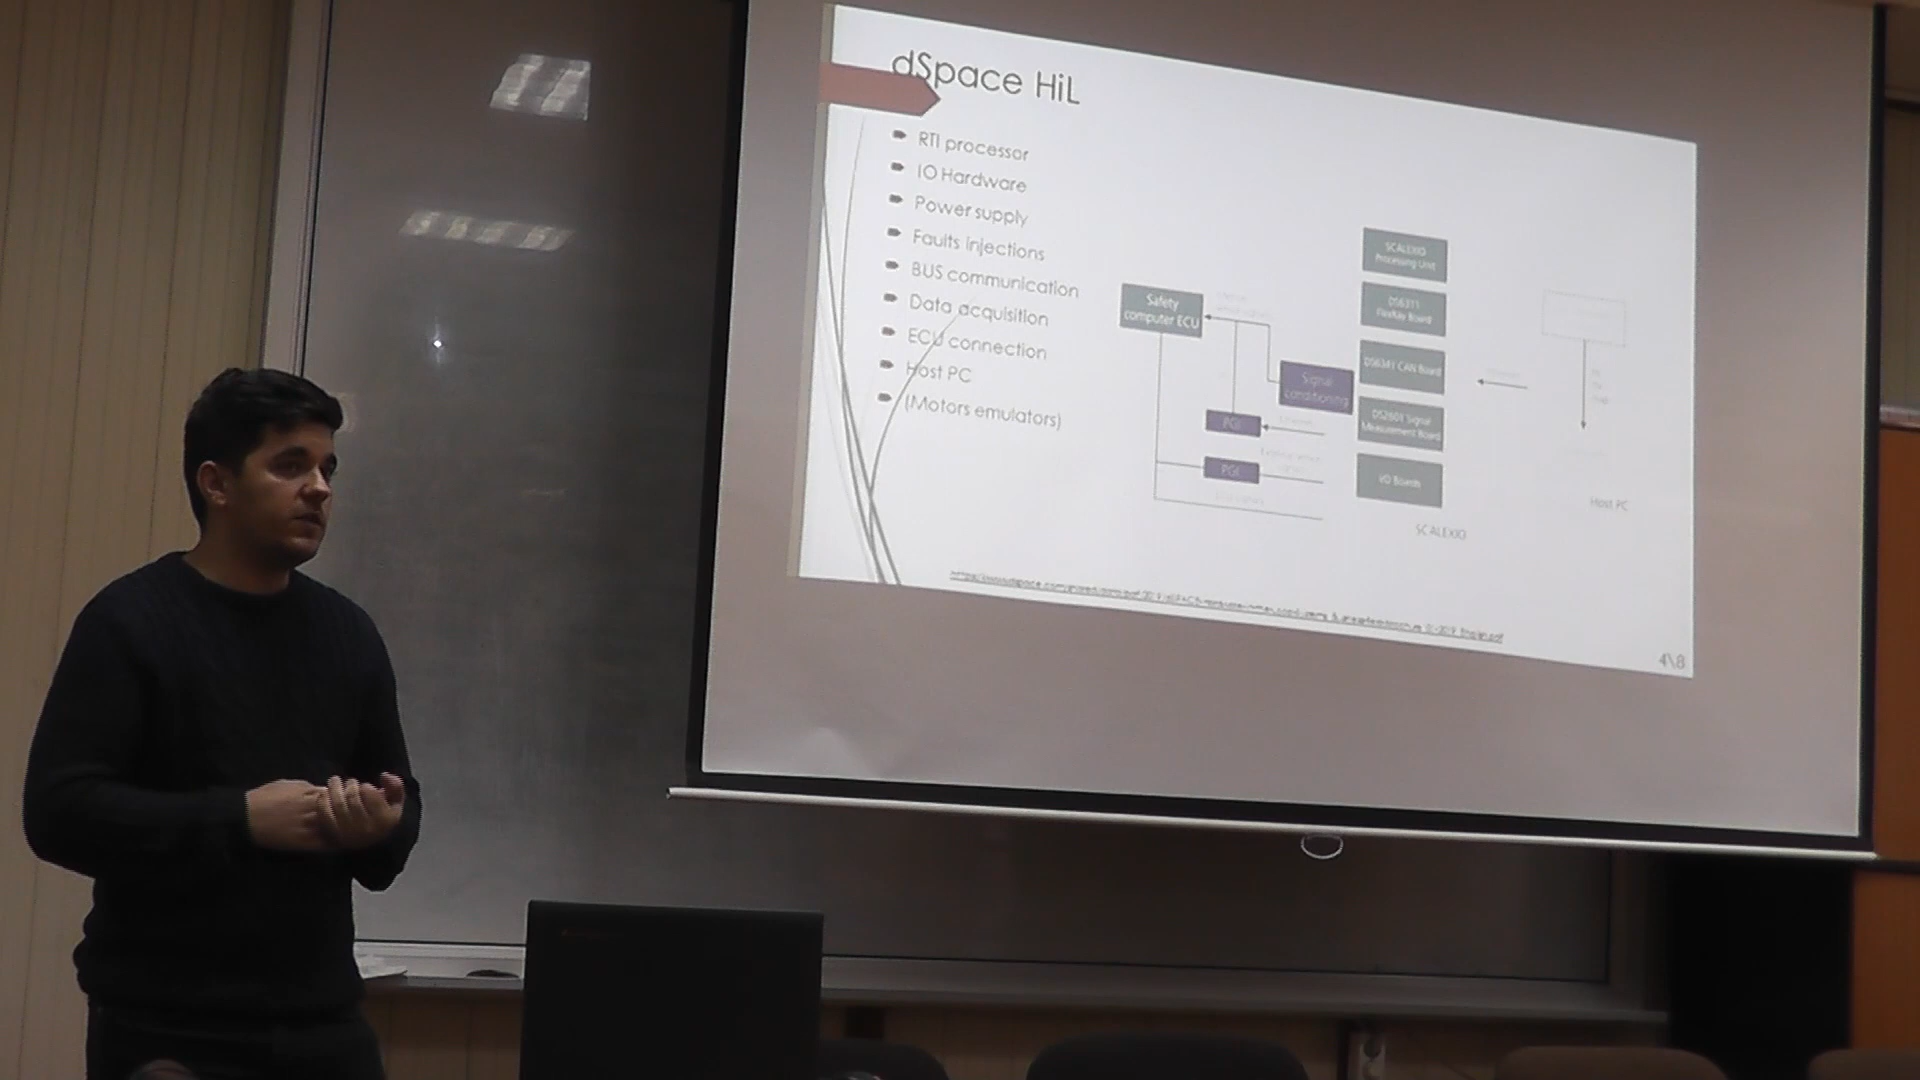 dSpace HiL
RTI processor
IO Hardware
Power supply
Faults injections
BUS communication
Data acquisition
ECU connection
Host PC
(Motors emulators)
Safety
computer ECU
Signal
conditioning
PGI
PGI
SCALEXIO
Processing Unit
DS6311
FlexRay Board
DS6341 CAN Board
DS2601 Signal
Measurement Board
I/O Boards
SCALEXIO
Host PC
4\8